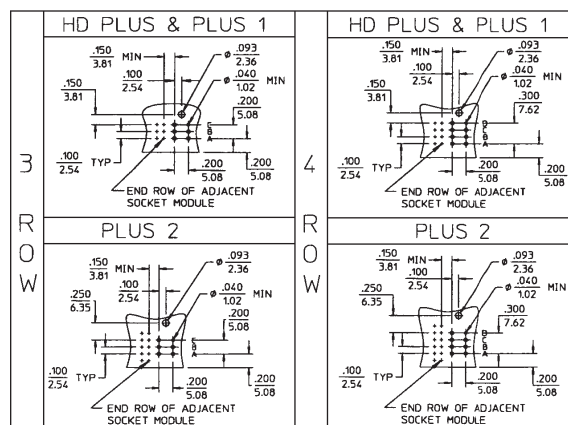 3 ROW
HD PLUS & PLUS 1
.150
3.81
MIN
.100
2.54
ø .093
2.36
ø .040
1.02
MIN
.150
3.81
.200
5.08
C
B
A
.100
2.54
TYP
.200
5.08
.200
5.08
END ROW OF ADJACENT
SOCKET MODULE
PLUS 2
.150
3.81
MIN
.100
2.54
ø .093
2.36
ø .040
1.02
MIN
.250
6.35
.200
5.08
C
B
A
.100
2.54
TYP
.200
5.08
.200
5.08
END ROW OF ADJACENT
SOCKET MODULE
4 ROW
HD PLUS & PLUS 1
.150
3.81
MIN
.100
2.54
ø .093
2.36
ø .040
1.02
MIN
.150
3.81
.300
7.62
D
C
B
A
.100
2.54
TYP
.200
5.08
.200
5.08
END ROW OF ADJACENT
SOCKET MODULE
PLUS 2
.150
3.81
MIN
.100
2.54
ø .093
2.36
ø .040
1.02
MIN
.250
6.35
.300
7.62
D
C
B
A
.100
2.54
TYP
.200
5.08
.200
5.08
END ROW OF ADJACENT
SOCKET MODULE